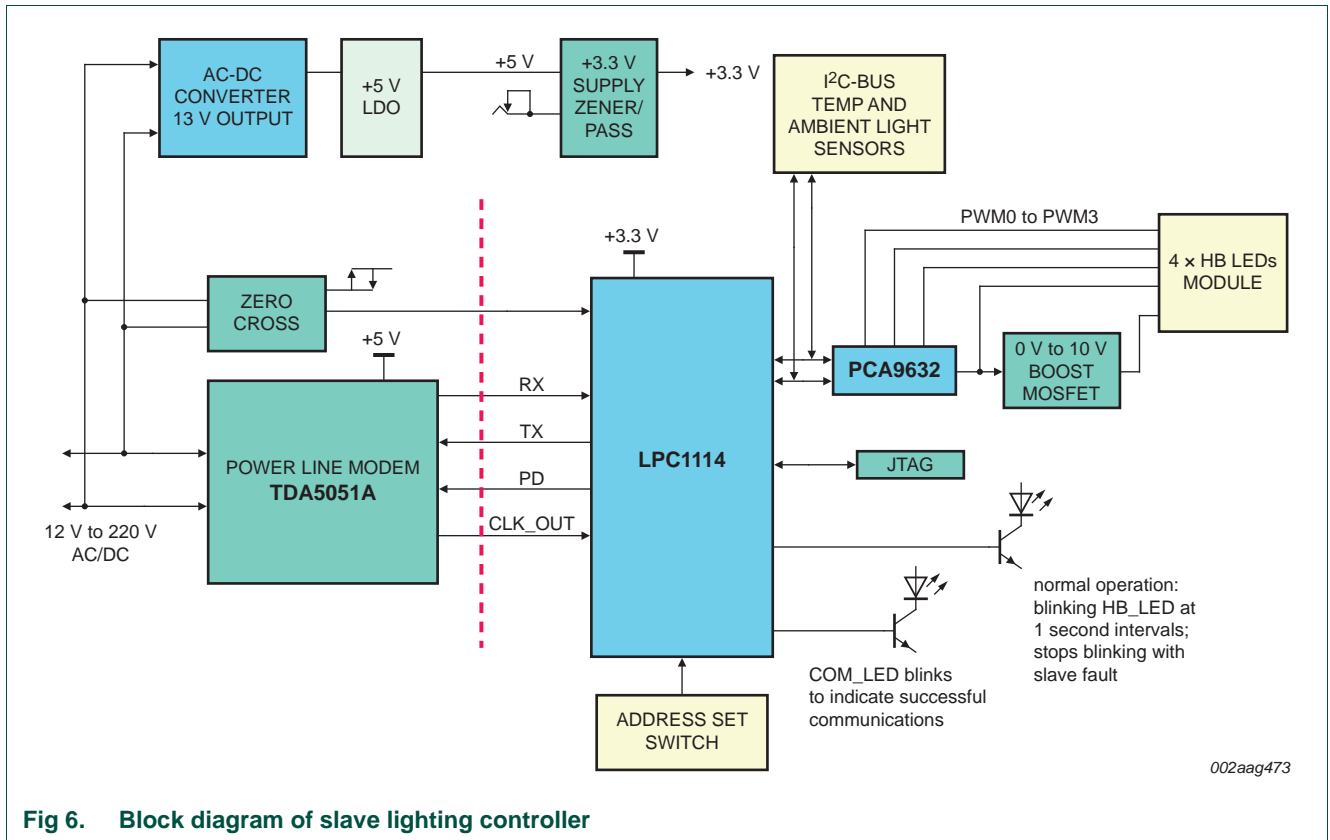 AC-DC
CONVERTER
13 V OUTPUT
+5 V
LDO
+5 V
+3.3 V
SUPPLY
ZENER/
PASS
+3.3 V
I²C-BUS
TEMP AND
AMBIENT LIGHT
SENSORS
PWM0 to PWM3
4 × HB LEDs
MODULE
+3.3 V
ZERO
CROSS
+5 V
RX
TX
PD
CLK_OUT
POWER LINE MODEM
TDA5051A
12 V to 220 V
AC/DC
LPC1114
PCA9632
0 V to 10 V
BOOST
MOSFET
JTAG
normal operation:
blinking HB_LED at
1 second intervals;
stops blinking with
slave fault
COM_LED blinks
to indicate successful
communications
ADDRESS SET
SWITCH
002aag473
Fig 6. Block diagram of slave lighting controller